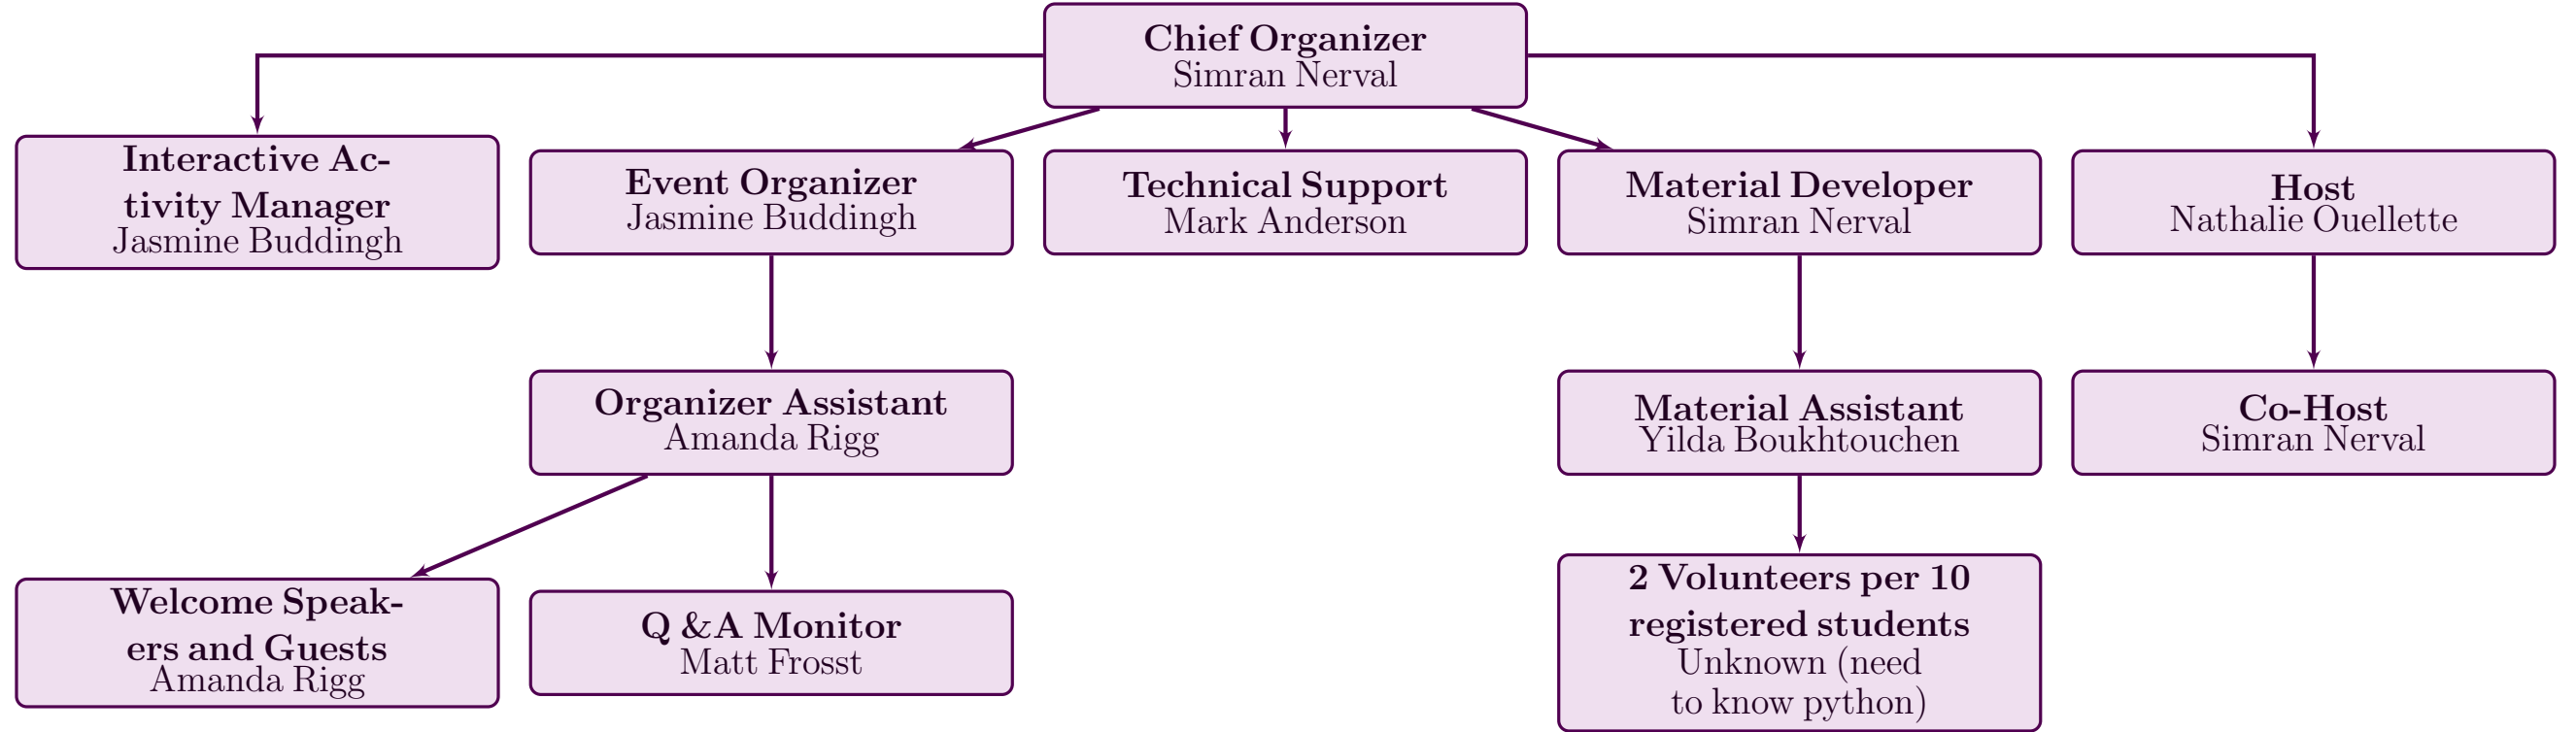 Chief Organizer
Simran Nerval
Interactive Ac-
tivity Manager
Jasmine Buddingh
Event Organizer
Jasmine Buddingh
Technical Support
Mark Anderson
Material Developer
Simran Nerval
Host
Nathalie Ouellette
Organizer Assistant
Amanda Rigg
Material Assistant
Yilda Boukhtouchen
Co-Host
Simran Nerval
Welcome Speak-
ers and Guests
Amanda Rigg
Q &A Monitor
Matt Frosst
2 Volunteers per 10
registered students
Unknown (need
to know python)